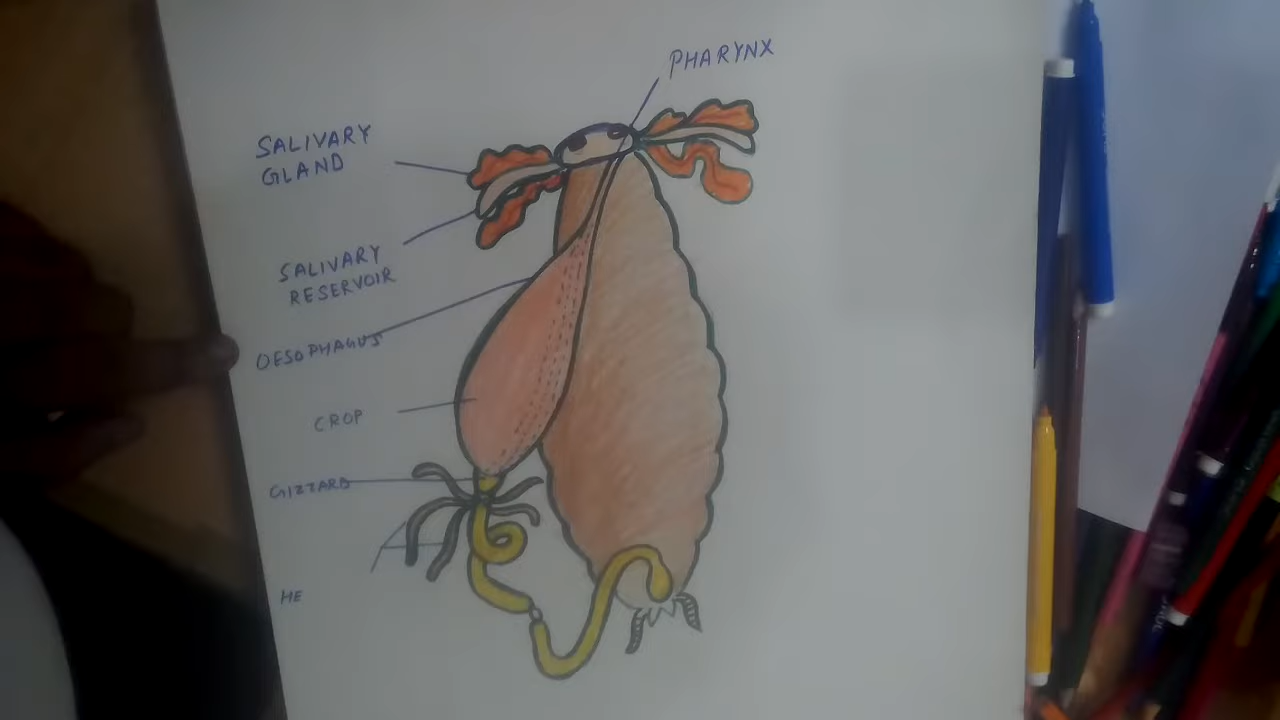 PHARYNX
SALIVARY
GLAND
SALIVARY
RESERVOIR
OESOPHAGUS
CROP
GIZZARD
HE